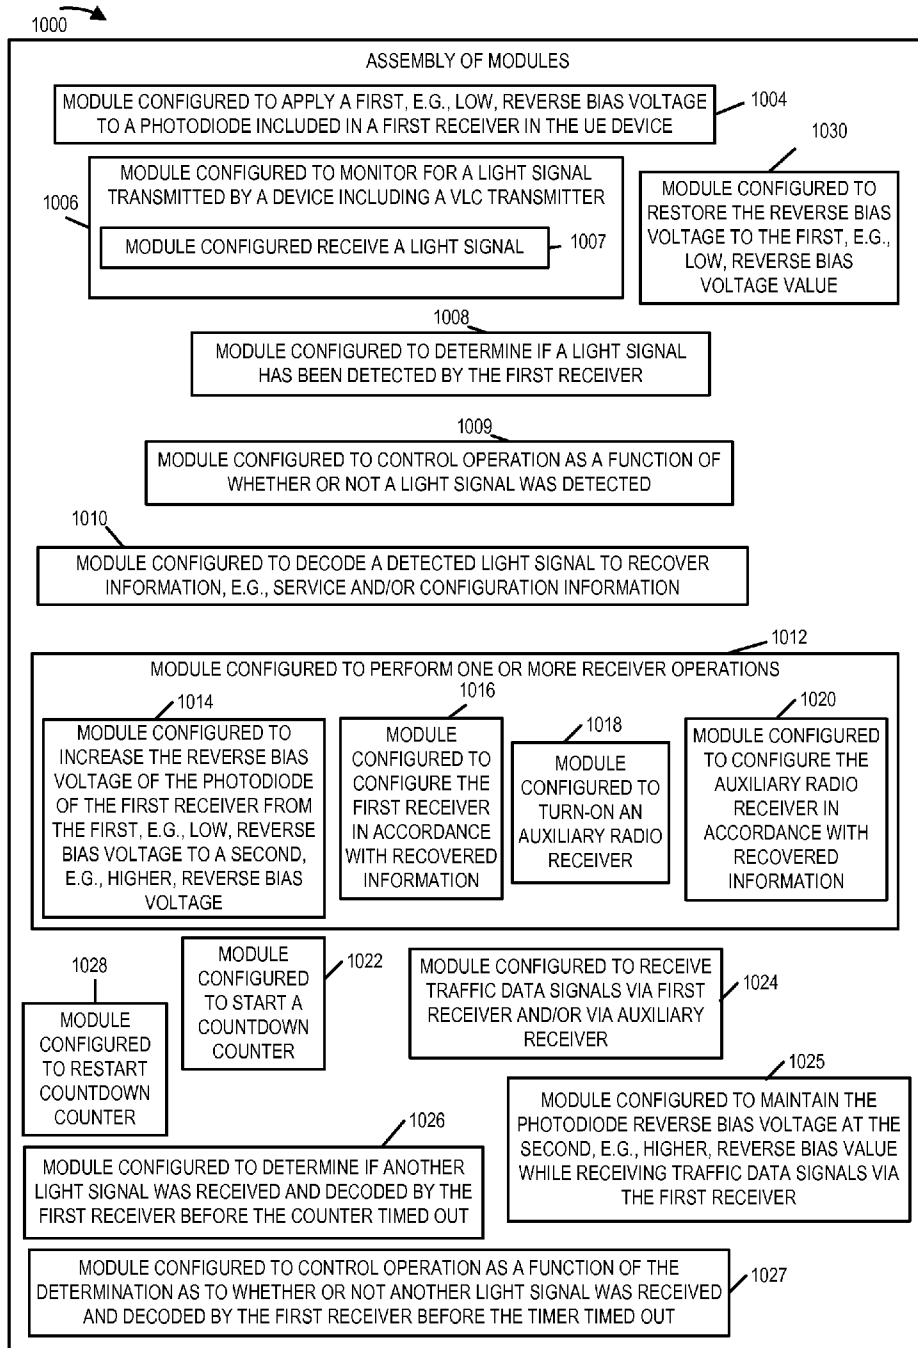 1000
ASSEMBLY OF MODULES
MODULE CONFIGURED TO APPLY A FIRST, E.G., LOW, REVERSE BIAS VOLTAGE
TO A PHOTODIODE INCLUDED IN A FIRST RECEIVER IN THE UE DEVICE
1004
MODULE CONFIGURED TO MONITOR FOR A LIGHT SIGNAL
TRANSMITTED BY A DEVICE INCLUDING A VLC TRANSMITTER
1006
MODULE CONFIGURED RECEIVE A LIGHT SIGNAL
1007
1030
MODULE CONFIGURED TO
RESTORE THE REVERSE BIAS
VOLTAGE TO THE FIRST, E.G.,
LOW, REVERSE BIAS
VOLTAGE VALUE
1008
MODULE CONFIGURED TO DETERMINE IF A LIGHT SIGNAL
HAS BEEN DETECTED BY THE FIRST RECEIVER
1009
MODULE CONFIGURED TO CONTROL OPERATION AS A FUNCTION OF
WHETHER OR NOT A LIGHT SIGNAL WAS DETECTED
1010
MODULE CONFIGURED TO DECODE A DETECTED LIGHT SIGNAL TO RECOVER
INFORMATION, E.G., SERVICE AND/OR CONFIGURATION INFORMATION
1012
MODULE CONFIGURED TO PERFORM ONE OR MORE RECEIVER OPERATIONS
1014
MODULE CONFIGURED TO
INCREASE THE REVERSE BIAS
VOLTAGE OF THE PHOTODIODE
OF THE FIRST RECEIVER FROM
THE FIRST, E.G., LOW, REVERSE
BIAS VOLTAGE TO A SECOND,
E.G., HIGHER, REVERSE BIAS
VOLTAGE
1016
MODULE
CONFIGURED TO
CONFIGURE THE
FIRST RECEIVER
IN ACCORDANCE
WITH RECOVERED
INFORMATION
1018
MODULE
CONFIGURED TO
TURN-ON AN
AUXILIARY RADIO
RECEIVER
1020
MODULE CONFIGURED
TO CONFIGURE THE
AUXILIARY RADIO
RECEIVER IN
ACCORDANCE WITH
RECOVERED
INFORMATION
1028
MODULE
CONFIGURED
TO RESTART
COUNTDOWN
COUNTER
MODULE
CONFIGURED
TO START A
COUNTDOWN
COUNTER
1022
MODULE CONFIGURED TO RECEIVE
TRAFFIC DATA SIGNALS VIA FIRST
RECEIVER AND/OR VIA AUXILIARY
RECEIVER
1024
1025
MODULE CONFIGURED TO MAINTAIN THE
PHOTODIODE REVERSE BIAS VOLTAGE AT THE
SECOND, E.G., HIGHER, REVERSE BIAS VALUE
WHILE RECEIVING TRAFFIC DATA SIGNALS VIA
THE FIRST RECEIVER
1026
MODULE CONFIGURED TO DETERMINE IF ANOTHER
LIGHT SIGNAL WAS RECEIVED AND DECODED BY THE
FIRST RECEIVER BEFORE THE COUNTER TIMED OUT
MODULE CONFIGURED TO CONTROL OPERATION AS A FUNCTION OF THE
DETERMINATION AS TO WHETHER OR NOT ANOTHER LIGHT SIGNAL WAS RECEIVED
AND DECODED BY THE FIRST RECEIVER BEFORE THE TIMER TIMED OUT
1027